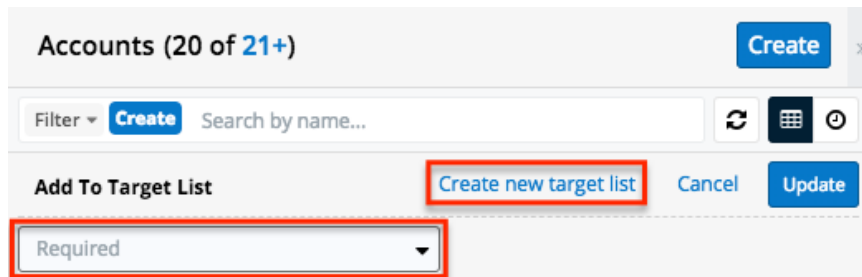 Accounts (20 of 21+) Create
Filter Create Search by name...
Add To Target List Create new target list Cancel Update
Required